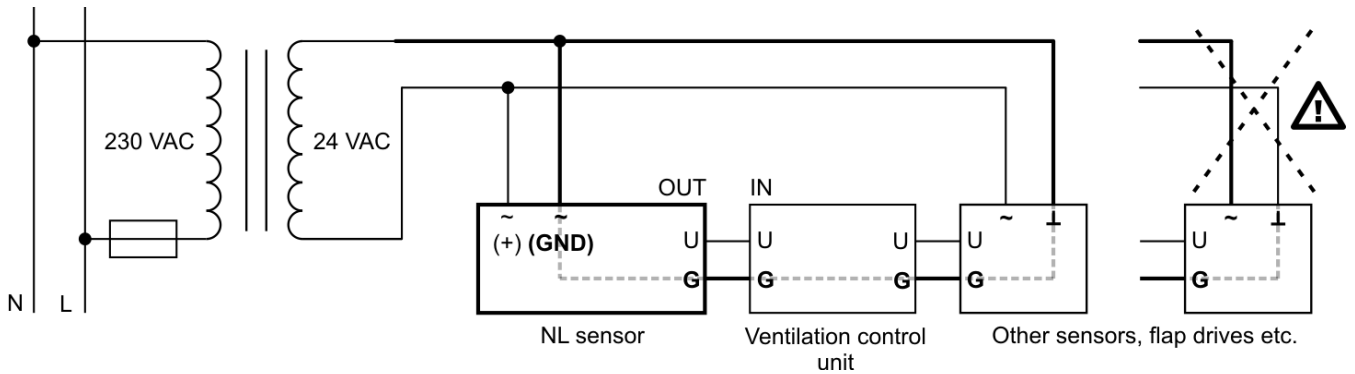 230 VAC
24 VAC
N
L
OUT
IN
~
~
(+) (GND)
U
G
U
G
U
G
~
⊥
U
G
~
⊥
U
G
!
NL sensor
Ventilation control
unit
Other sensors, flap drives etc.